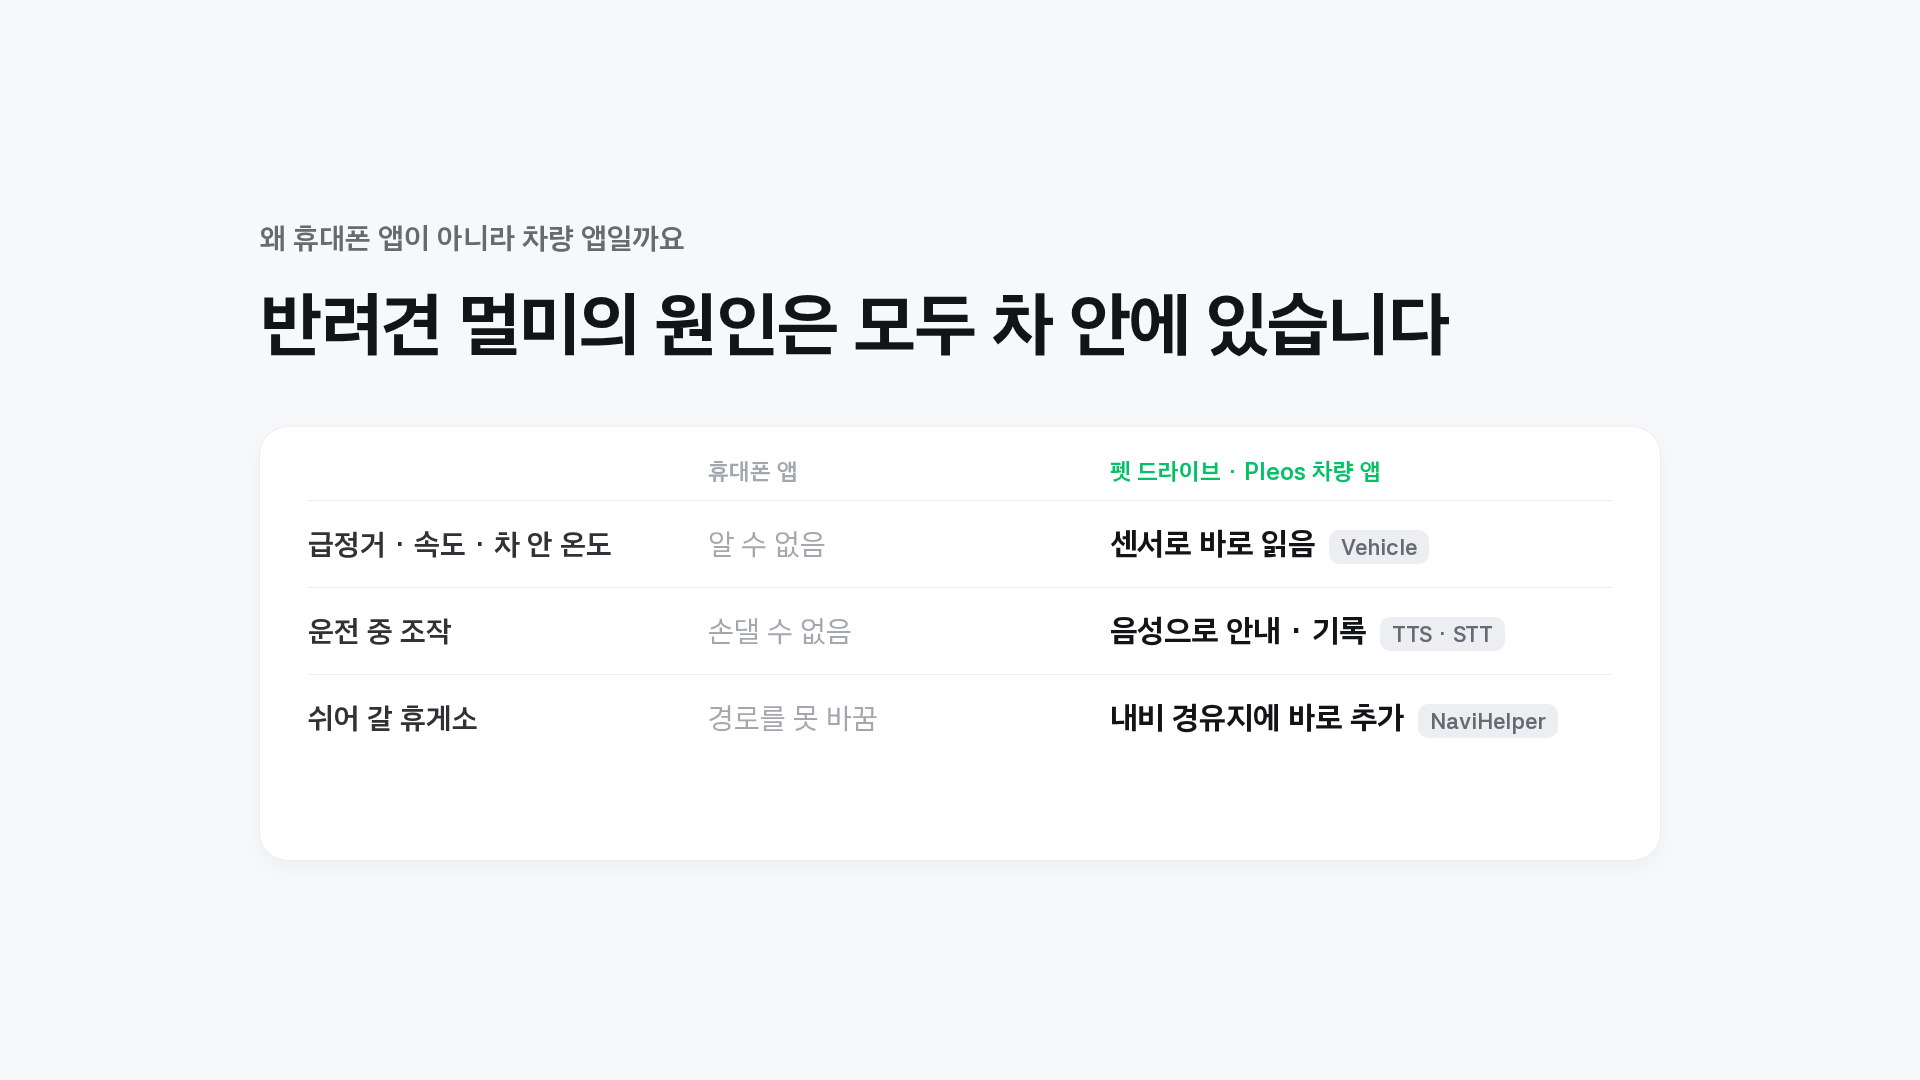 왜 휴대폰 앱이 아니라 차량 앱일까요
반려견 멀미의 원인은 모두 차 안에 있습니다
휴대폰 앱 펫 드라이브 · Pleos 차량 앱
급정거 · 속도 · 차 안 온도 알 수 없음 센서로 바로 읽음 Vehicle
운전 중 조작 손댈 수 없음 음성으로 안내 · 기록 TTS · STT
쉬어 갈 휴게소 경로를 못 바꿈 내비 경유지에 바로 추가 NaviHelper